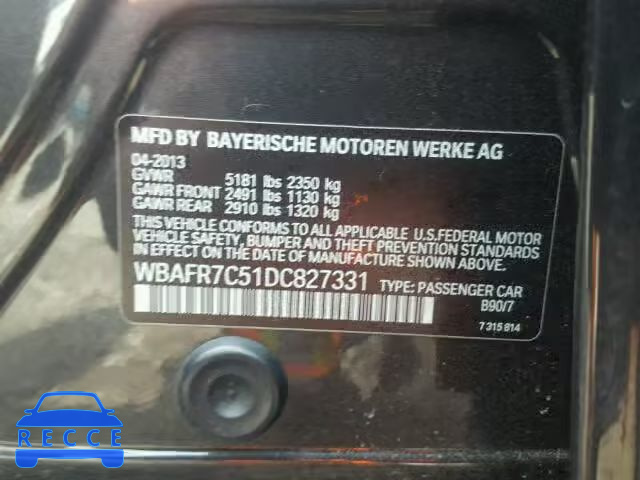 MFD BY BAYERISCHE MOTOREN WERKE AG
04-2013
GVWR 5181 lbs 2350 kg
GAWR FRONT 2491 lbs 1130 kg
GAWR REAR 2910 lbs 1320 kg
THIS VEHICLE CONFORMS TO ALL APPLICABLE U.S.FEDERAL MOTOR
VEHICLE SAFETY, BUMPER, AND THEFT PREVENTION STANDARDS
IN EFFECT ON THE DATE OF MANUFACTURE SHOWN ABOVE.
WBAFR7C51DC827331 TYPE: PASSENGER CAR
B90/7
7 315 814